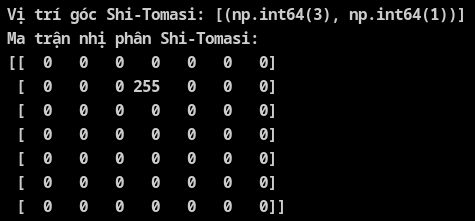 Vị trí góc Shi-Tomasi: [(np.int64(3), np.int64(1))]
Ma trận nhị phân Shi-Tomasi:
[[  0   0   0   0   0   0   0]
 [  0   0   0 255   0   0   0]
 [  0   0   0   0   0   0   0]
 [  0   0   0   0   0   0   0]
 [  0   0   0   0   0   0   0]
 [  0   0   0   0   0   0   0]
 [  0   0   0   0   0   0   0]]